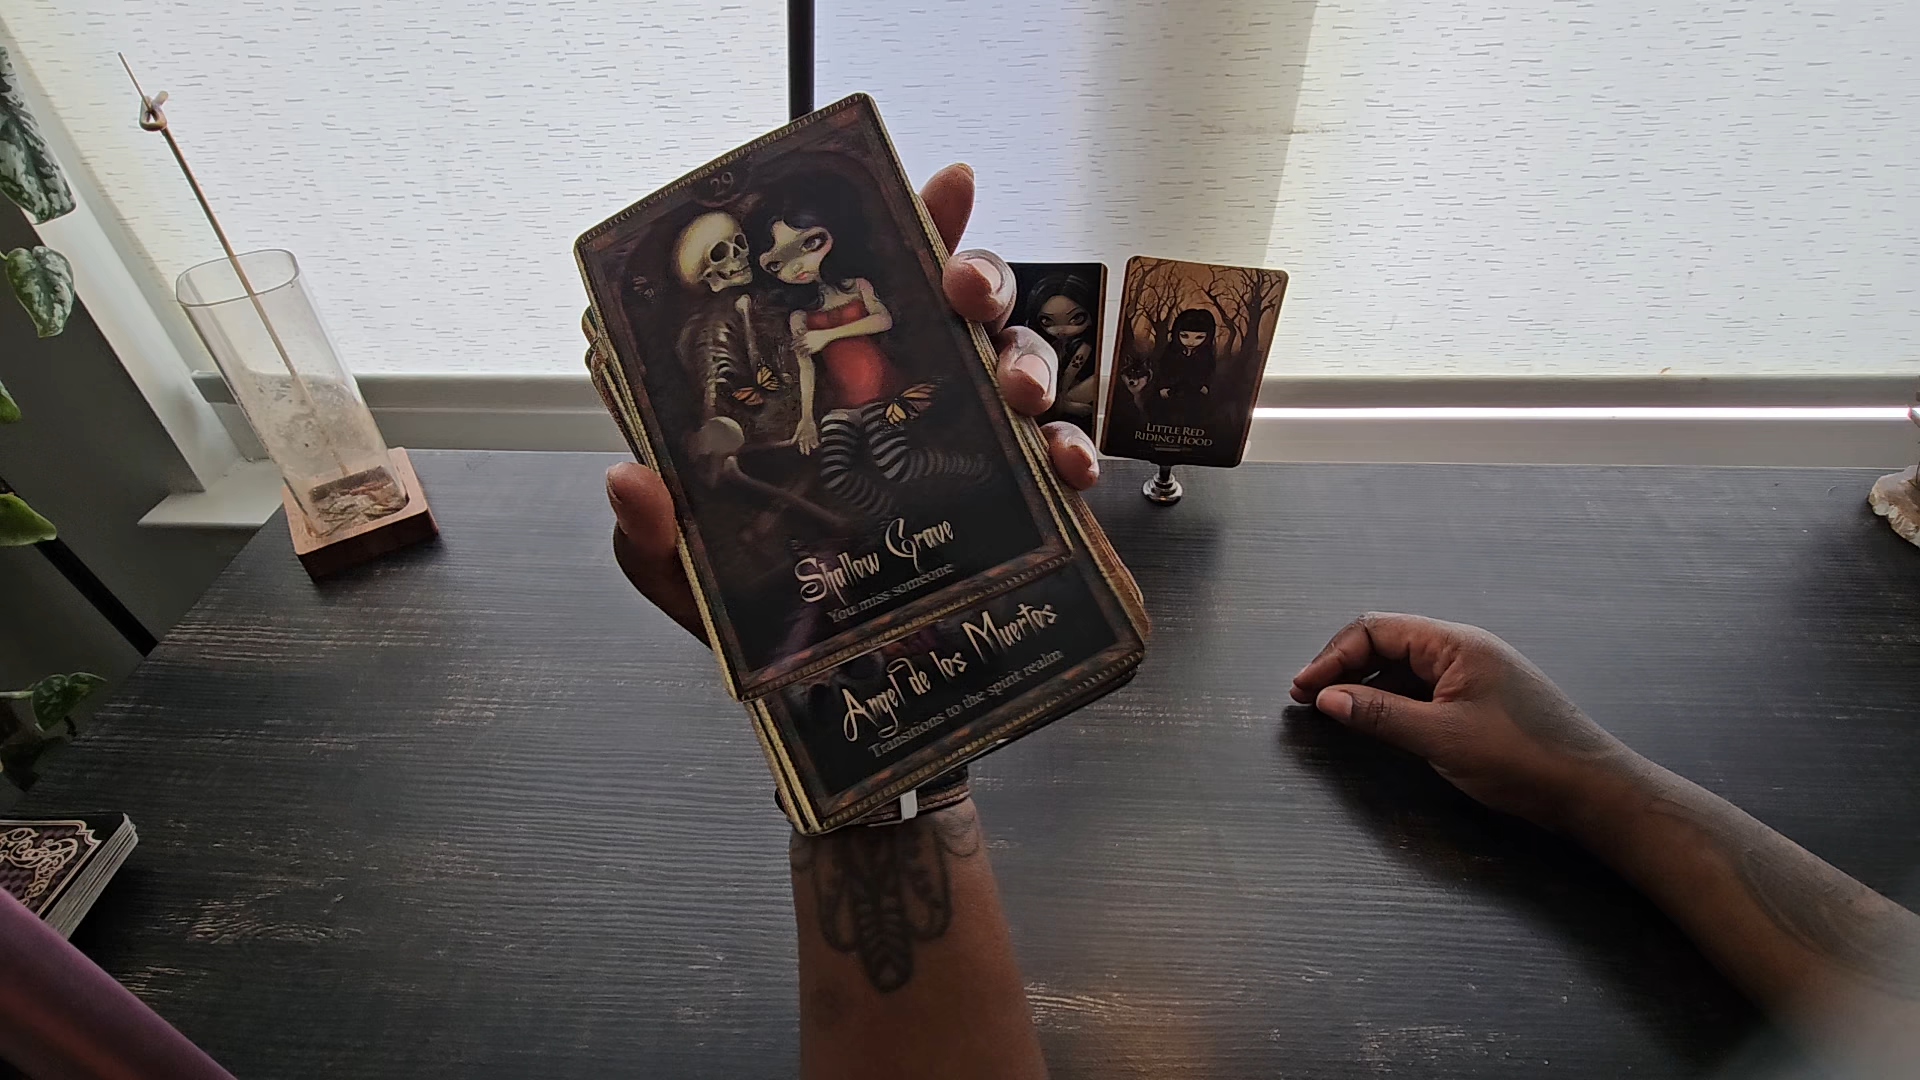 29
Shallow Grave
You miss someone
Angel de los Muertos
Transitions to the spirit realm
LITTLE RED
RIDING HOOD